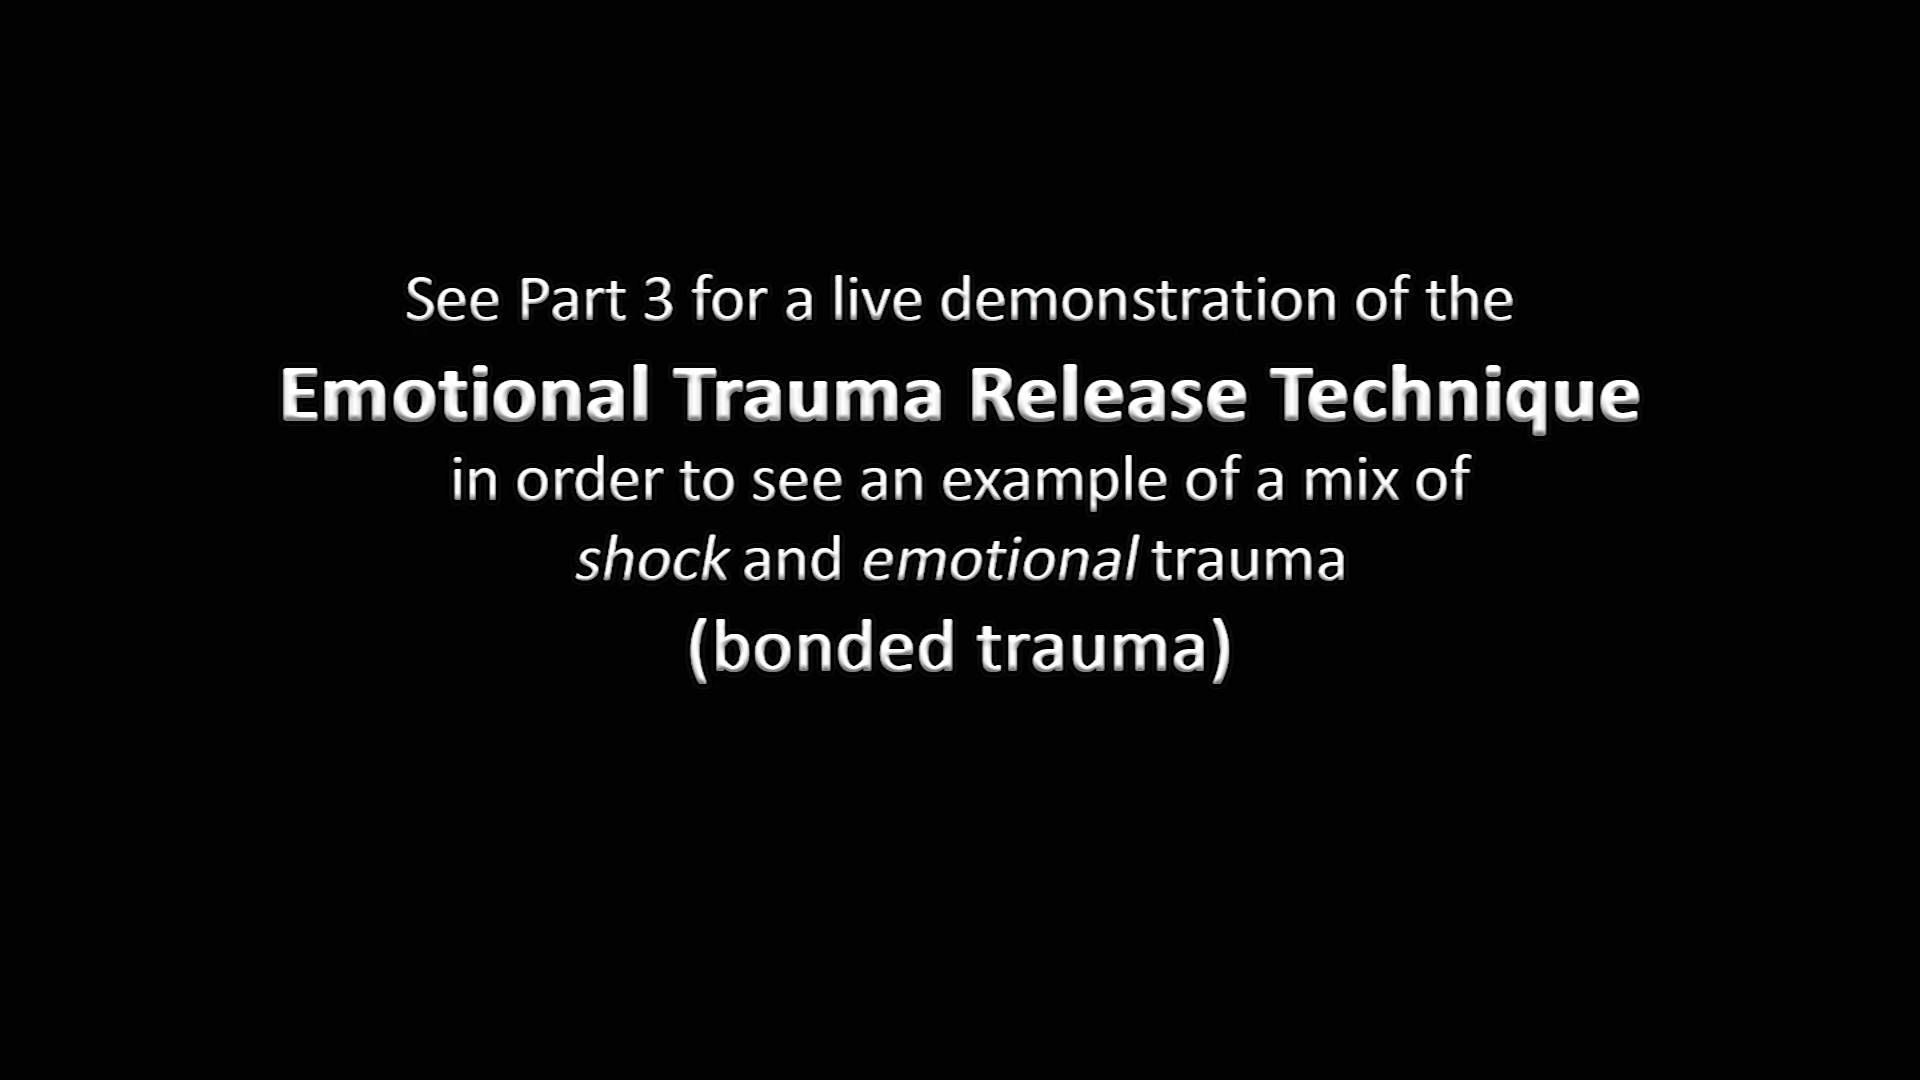 See Part 3 for a live demonstration of the
Emotional Trauma Release Technique
in order to see an example of a mix of
shock and emotional trauma
(bonded trauma)